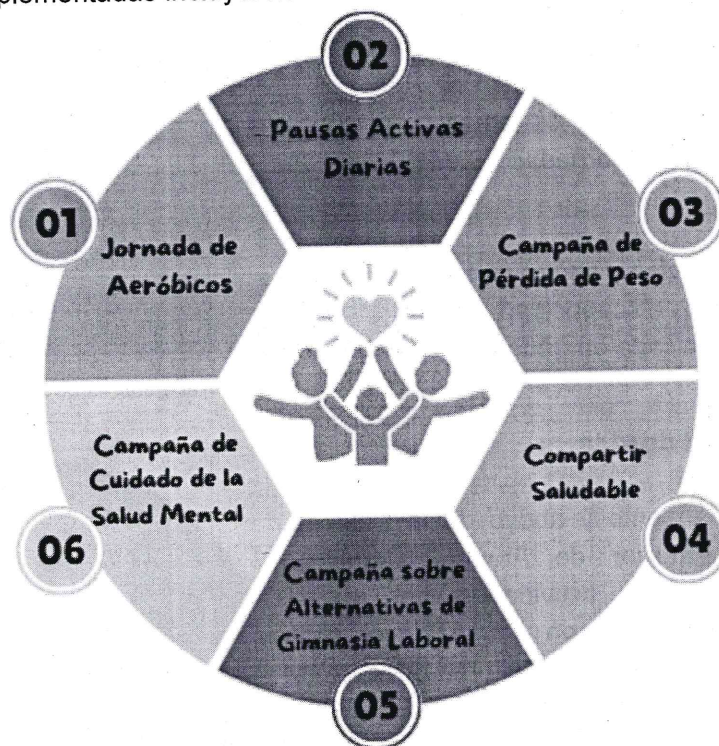 02
Pausas Activas
Diarias
01
Jornada de
Aeróbicos
03
Campaña de
Pérdida de Peso
Compartir
Saludable
04
Campaña sobre
Alternativas de
Gimnasia Laboral
05
Campaña de
Cuidado de la
Salud Mental
06